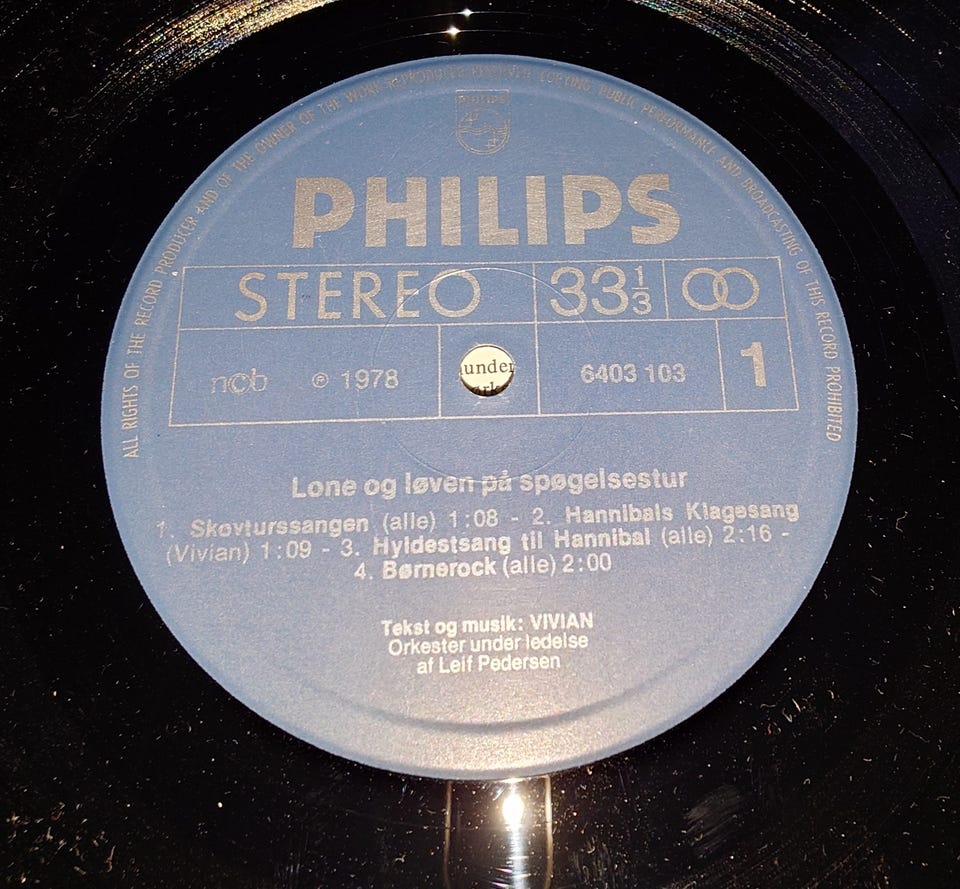 ALL RIGHTS OF THE RECORD PRODUCER AND OF THE OWNER OF THE WORK REPRODUCED RESERVED COPYING PUBLIC PERFORMANCE AND BROADCASTING OF THIS RECORD PROHIBITED
PHILIPS
PHILIPS
STEREO 33 1/3
ncb ℗ 1978 under 6403 103 1
Lone og løven på spøgelsestur
1. Skovturssangen (alle) 1:08 - 2. Hannibals Klagesang
(Vivian) 1:09 - 3. Hyldestsang til Hannibal (alle) 2:16 -
4. Børnerock (alle) 2:00
Tekst og musik: VIVIAN
Orkester under ledelse
af Leif Pedersen